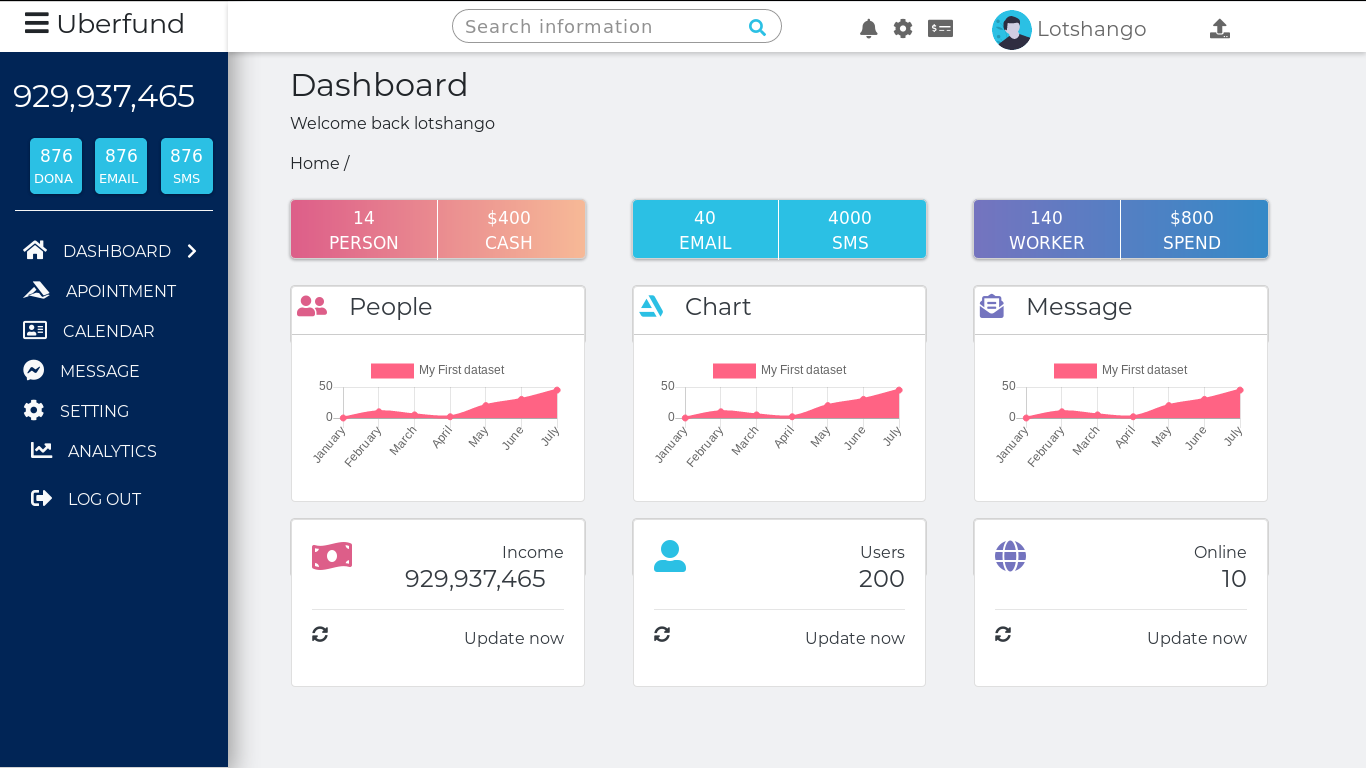 Uberfund
Search information
Lotshango
929,937,465
876 876 876
DONA EMAIL SMS
DASHBOARD
APOINTMENT
CALENDAR
MESSAGE
SETTING
ANALYTICS
LOG OUT
Dashboard
Welcome back lotshango
Home /
14 $400 40 4000 140 $800
PERSON CASH EMAIL SMS WORKER SPEND
People
My First dataset
50
0
January February March April May June July
Chart
My First dataset
50
0
January February March April May June July
Message
My First dataset
50
0
January February March April May June July
Income
929,937,465
Update now
Users
200
Update now
Online
10
Update now